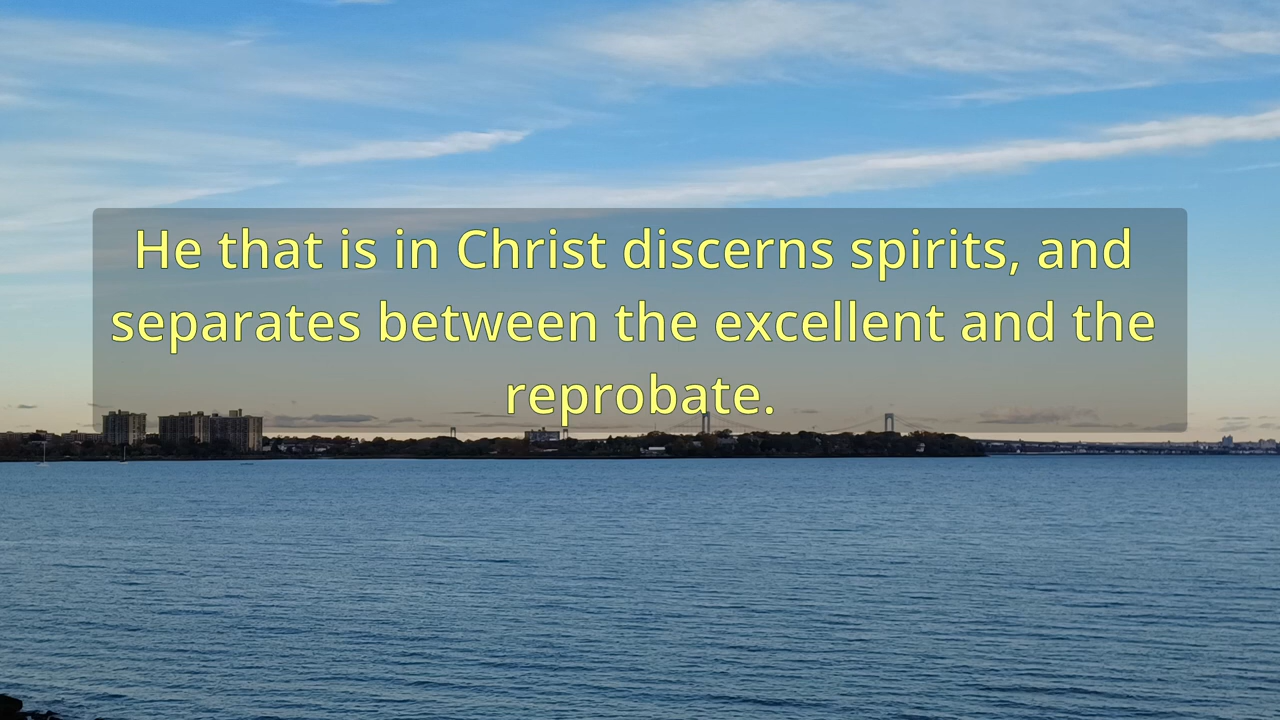 He that is in Christ discerns spirits, and
separates between the excellent and the
reprobate.